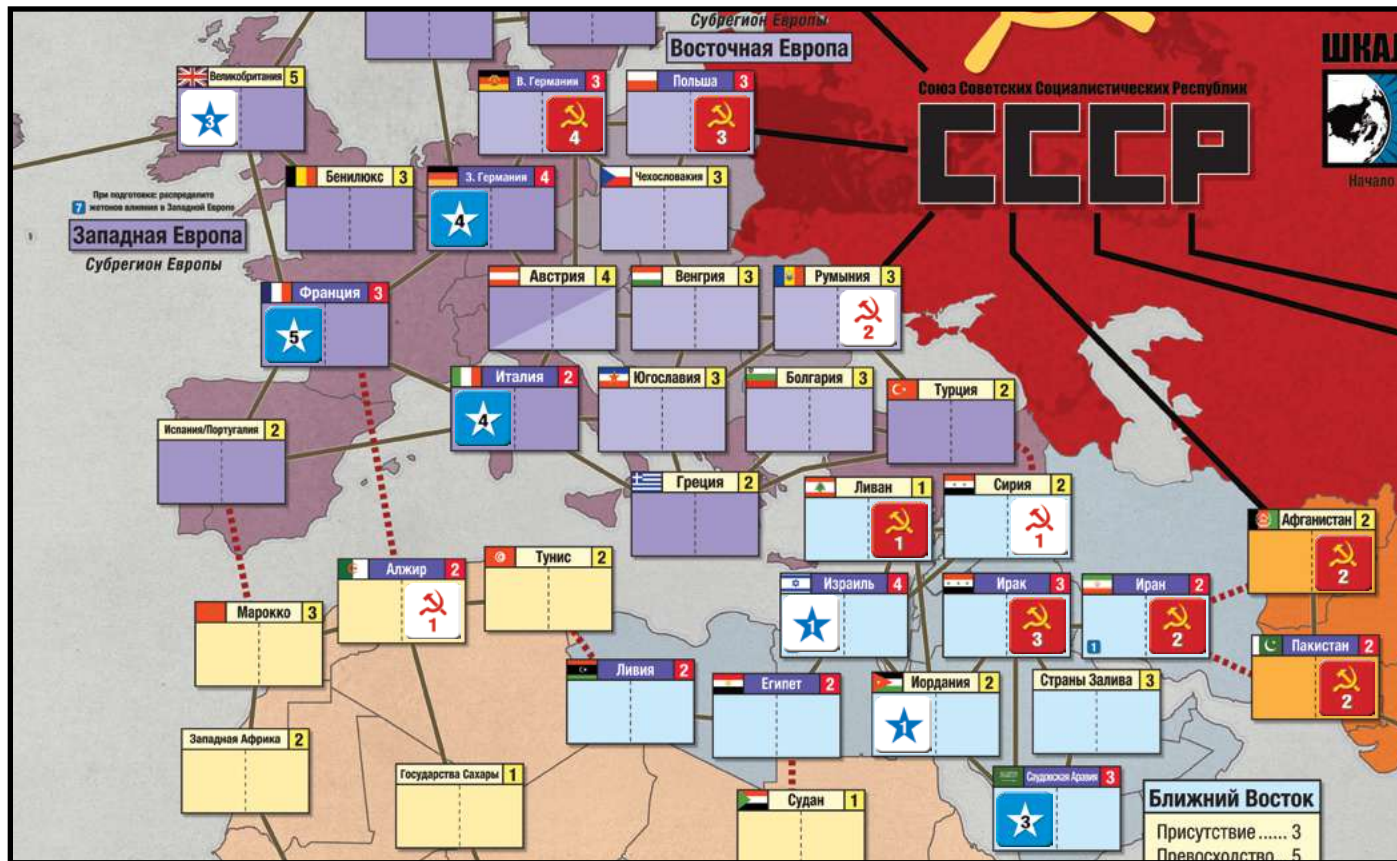 Субрегион Европы
Восточная Европа
Великобритания 5
3
В. Германия 3
4
Польша 3
3
Союз Советских Социалистических Республик
СССР
ШКАЛ
Начало
Бенилюкс 3
З. Германия 4
4
Чехословакия 3
При подготовке: распределите
7 жетонов влияния в Западной Европе
Западная Европа
Субрегион Европы
Франция 3
5
Австрия 4
Венгрия 3
Румыния 3
2
Италия 2
4
Югославия 3
Болгария 3
Турция 2
Испания/Португалия 2
Греция 2
Ливан 1
1
Сирия 2
1
Афганистан 2
2
Алжир 2
1
Тунис 2
Израиль 4
1
Ирак 3
3
Иран 2
1
2
Марокко 3
Пакистан 2
2
Ливия 2
Египет 2
Иордания 2
1
Страны Залива 3
Западная Африка 2
Государства Сахары 1
Судан 1
Саудовская Аравия 3
3
Ближний Восток
Присутствие ...... 3
Превосходство 5